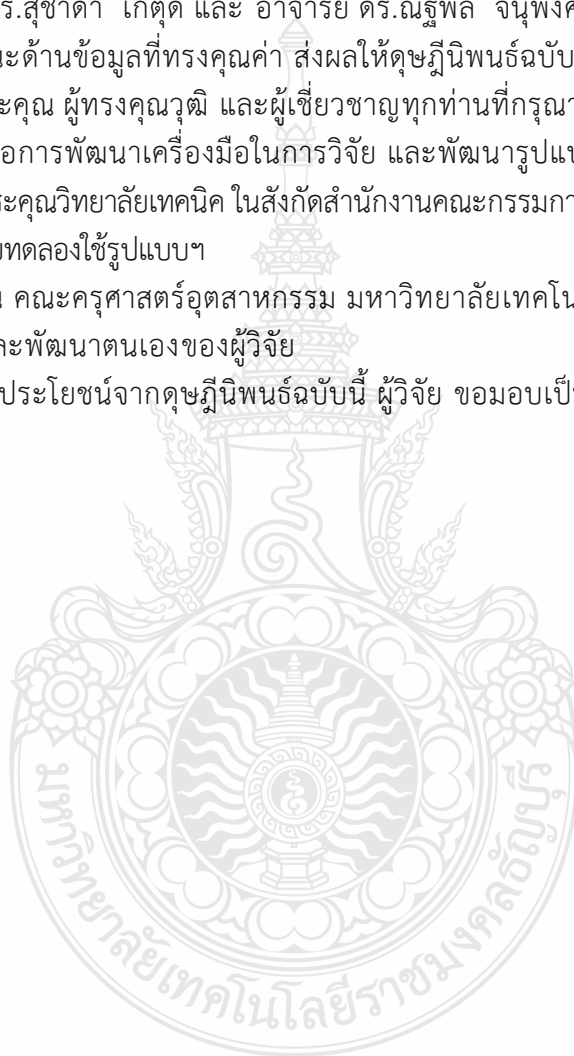 ร.สุชาดา เกตุดี และ อาจารย์ ดร.ณัฐพล จินุพงศ์
นะด้านข้อมูลที่ทรงคุณค่า ส่งผลให้ดุษฎีนิพนธ์ฉบับ
ะคุณ ผู้ทรงคุณวุฒิ และผู้เชี่ยวชาญทุกท่านที่กรุณา
อการพัฒนาเครื่องมือในการวิจัย และพัฒนารูปแบ
ะคุณวิทยาลัยเทคนิค ในสังกัดสำนักงานคณะกรรมกา
ทดลองใช้รูปแบบฯ
คณะครุศาสตร์อุตสาหกรรม มหาวิทยาลัยเทคโน
ละพัฒนาตนเองของผู้วิจัย
ประโยชน์จากดุษฎีนิพนธ์ฉบับนี้ ผู้วิจัย ขอมอบเป็
มหาวิทยาลัยเทคโนโลยีราชมงคลธัญบุรี